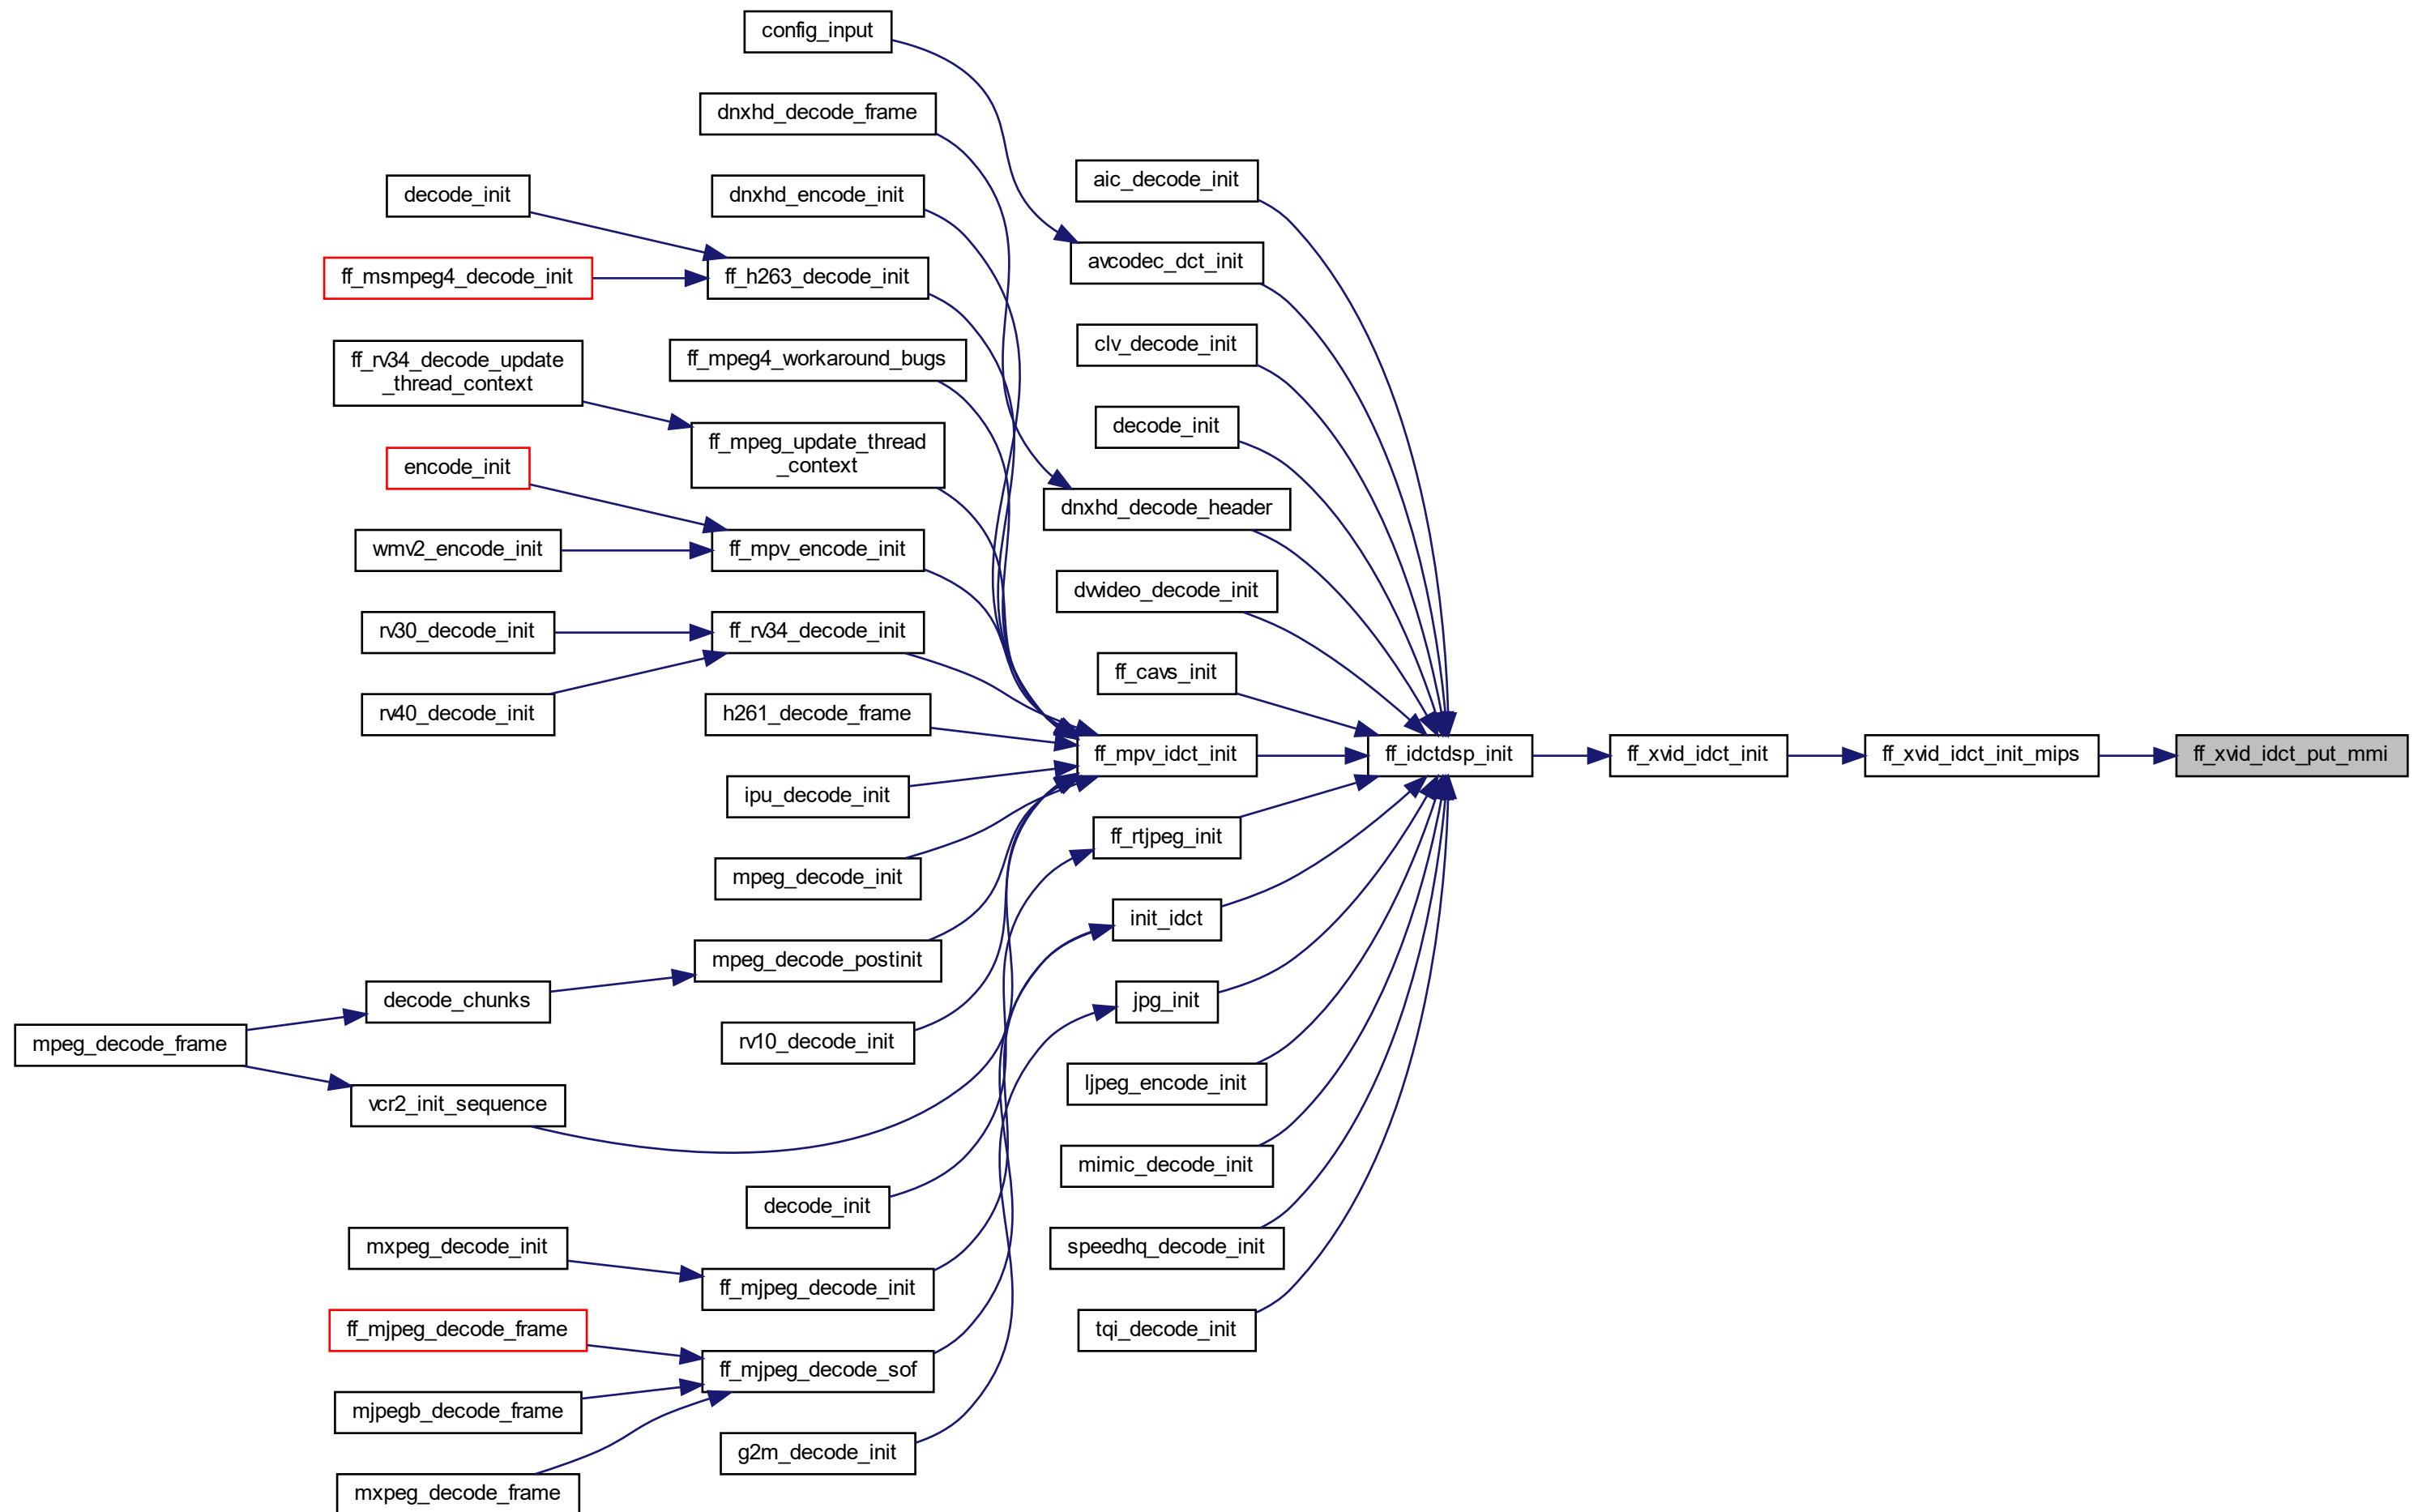 config_input
dnxhd_decode_frame
aic_decode_init
decode_init
dnxhd_encode_init
avcodec_dct_init
ff_msmpeg4_decode_init
ff_h263_decode_init
clv_decode_init
ff_rv34_decode_update
_thread_context
ff_mpeg4_workaround_bugs
decode_init
encode_init
ff_mpeg_update_thread
_context
dnxhd_decode_header
wmv2_encode_init
ff_mpv_encode_init
dwideo_decode_init
rv30_decode_init
ff_rv34_decode_init
ff_cavs_init
rv40_decode_init
h261_decode_frame
ff_mpv_idct_init
ff_idctdsp_init
ff_xvid_idct_init
ff_xvid_idct_init_mips
ff_xvid_idct_put_mmi
ipu_decode_init
ff_rtjpeg_init
mpeg_decode_init
init_idct
mpeg_decode_postinit
decode_chunks
jpg_init
mpeg_decode_frame
rv10_decode_init
vcr2_init_sequence
ljpeg_encode_init
mimic_decode_init
decode_init
mxpeg_decode_init
speedhq_decode_init
ff_mjpeg_decode_init
ff_mjpeg_decode_frame
tqi_decode_init
ff_mjpeg_decode_sof
mjpegb_decode_frame
g2m_decode_init
mxpeg_decode_frame